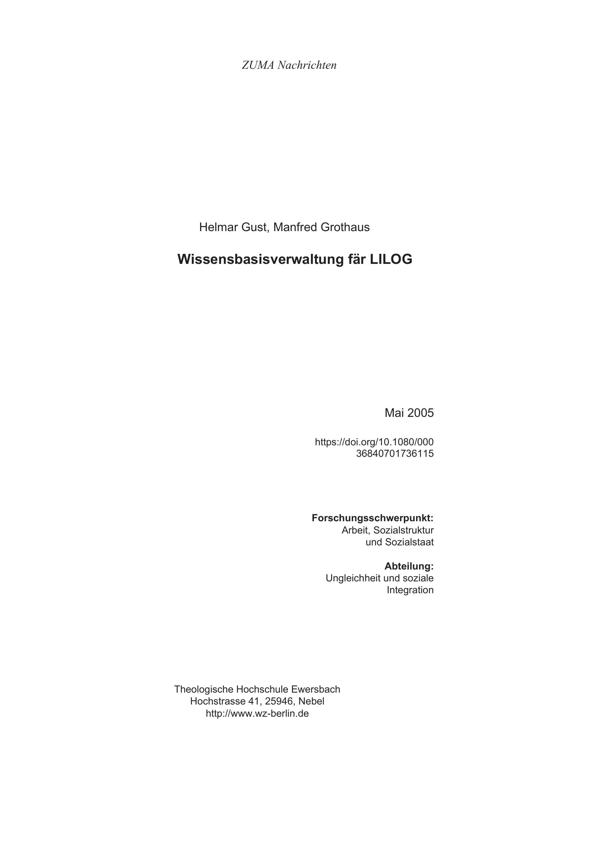 ZUMA Nachrichten
Helmar Gust, Manfred Grothaus
Wissensbasisverwaltung fär LILOG
Mai 2005
https://doi.org/10.1080/000
36840701736115
Forschungsschwerpunkt:
Arbeit, Sozialstruktur
und Sozialstaat
Abteilung:
Ungleichheit und soziale
Integration
Theologische Hochschule Ewersbach
Hochstrasse 41, 25946, Nebel
http://www.wz-berlin.de